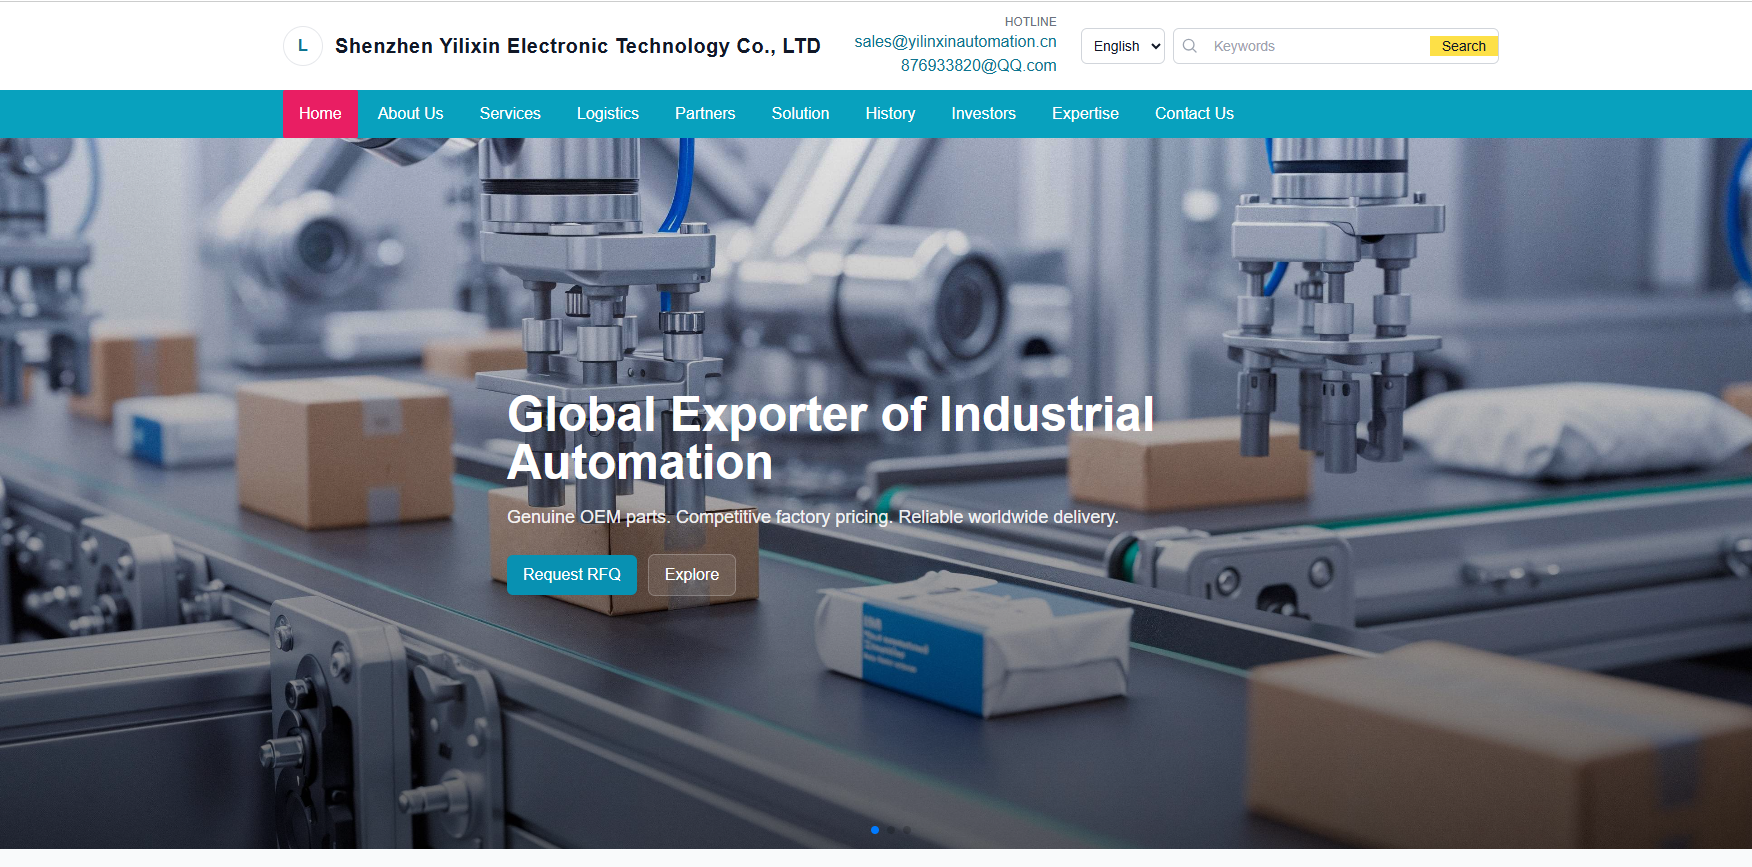 L
Shenzhen Yilixin Electronic Technology Co., LTD
HOTLINE
sales@yilinxinautomation.cn
876933820@QQ.com
English
Keywords
Search
Home
About Us
Services
Logistics
Partners
Solution
History
Investors
Expertise
Contact Us
Global Exporter of Industrial
Automation
Genuine OEM parts. Competitive factory pricing. Reliable worldwide delivery.
Request RFQ
Explore